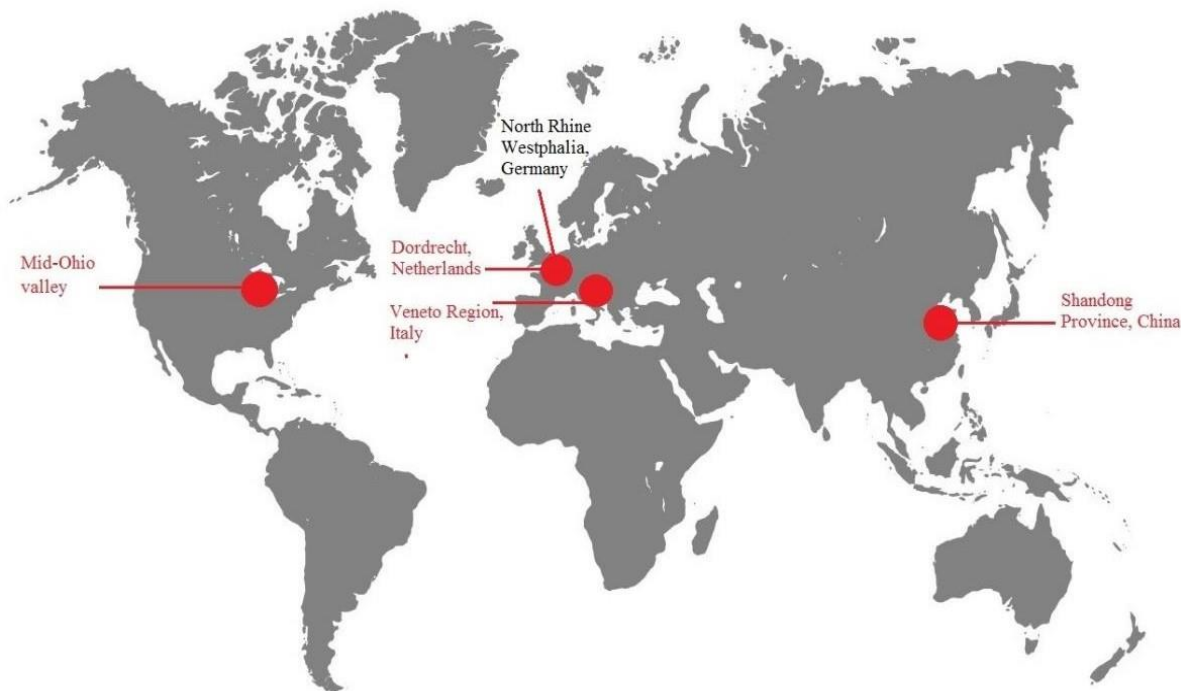 North Rhine
Westphalia,
Germany
Mid-Ohio
valley
Dordrecht,
Netherlands
Veneto Region,
Italy
Shandong
Province, China